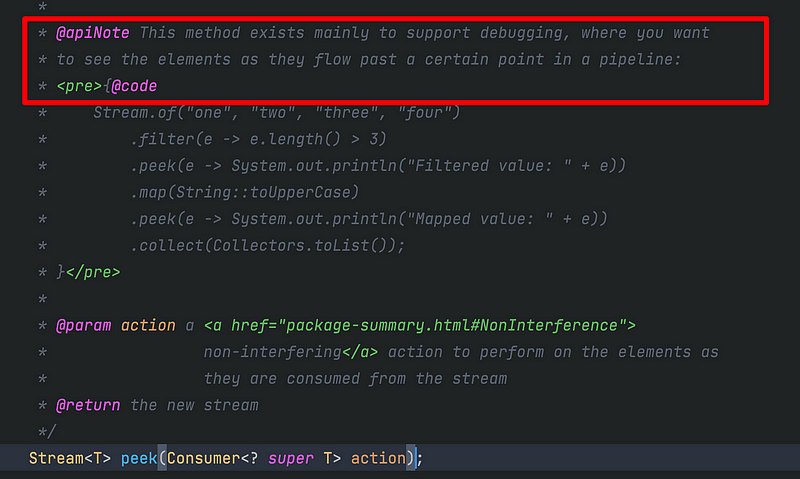 *
* @apiNote This method exists mainly to support debugging, where you want
* to see the elements as they flow past a certain point in a pipeline:
* <pre>{@code
*     Stream.of("one", "two", "three", "four")
*         .filter(e -> e.length() > 3)
*         .peek(e -> System.out.println("Filtered value: " + e))
*         .map(String::toUpperCase)
*         .peek(e -> System.out.println("Mapped value: " + e))
*         .collect(Collectors.toList());
* }</pre>
*
* @param action a <a href="package-summary.html#NonInterference">
*                 non-interfering</a> action to perform on the elements as
*                 they are consumed from the stream
* @return the new stream
*/
Stream<T> peek(Consumer<? super T> action);